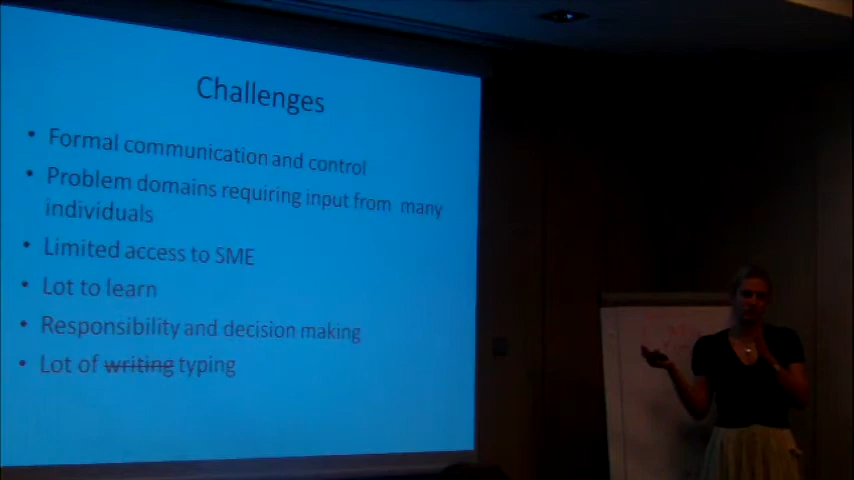 Challenges
• Formal communication and control
• Problem domains requiring input from many
individuals
• Limited access to SME
• Lot to learn
• Responsibility and decision making
• Lot of writing typing